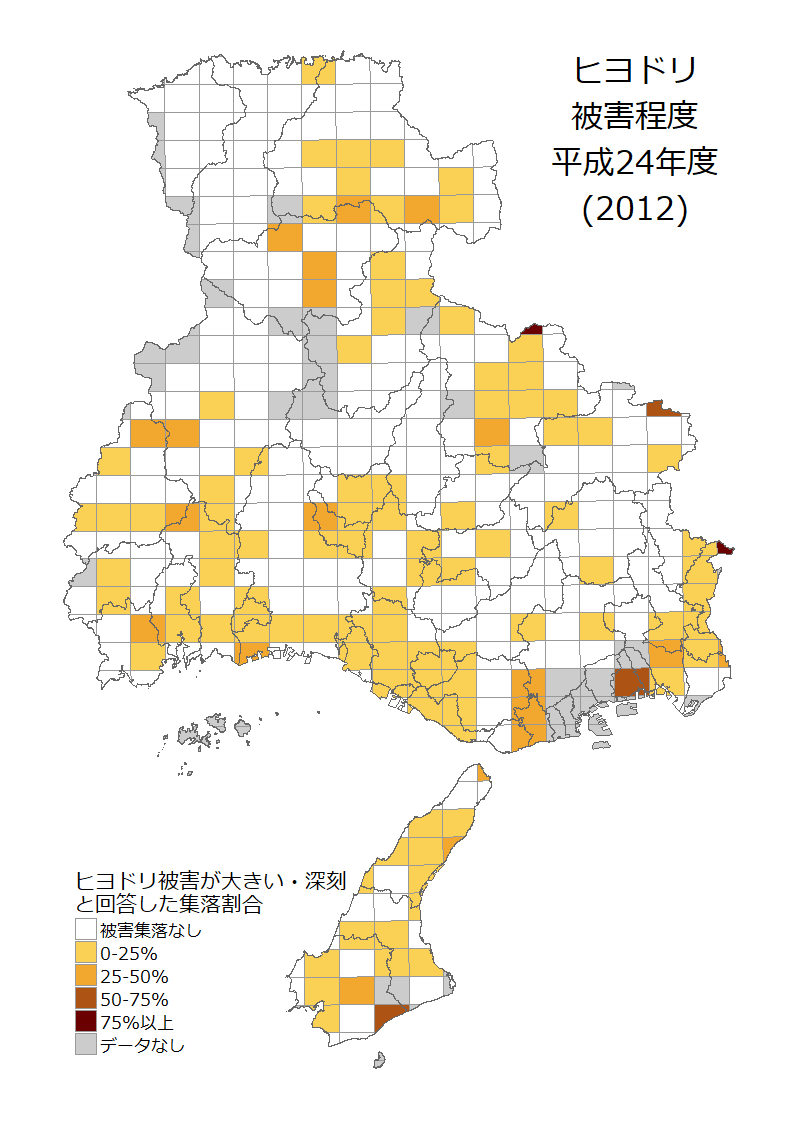 ヒヨドリ
被害程度
平成24年度
(2012)
ヒヨドリ被害が大きい・深刻
と回答した集落割合
被害集落なし
0-25%
25-50%
50-75%
75%以上
データなし